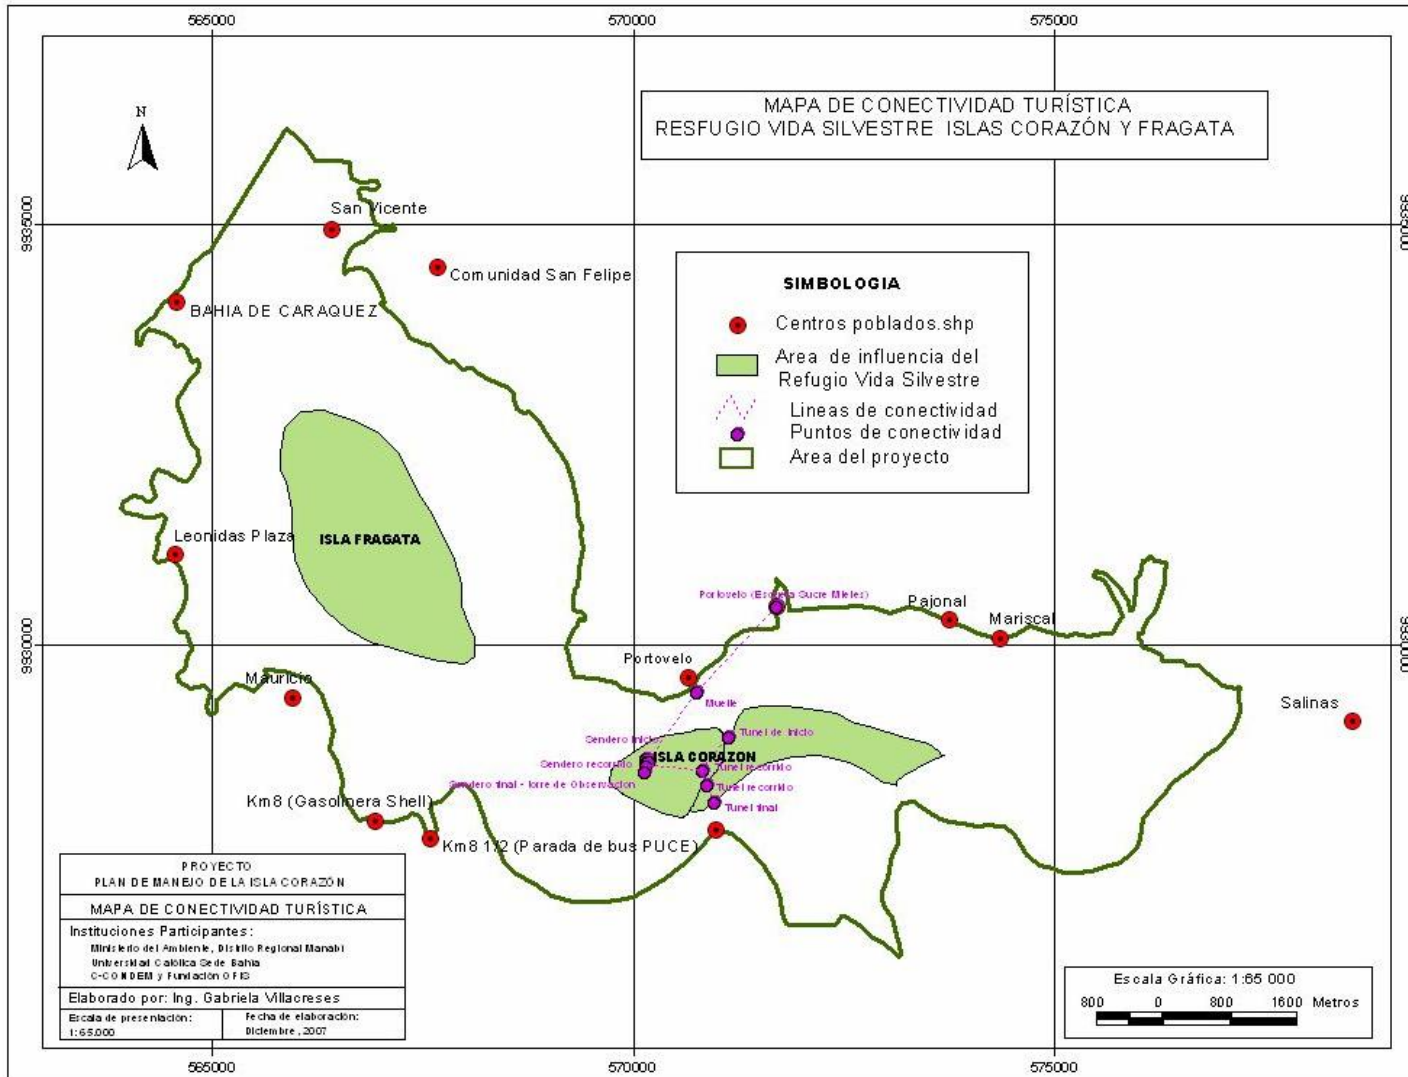 565000
570000
575000
N
MAPA DE CONECTIVIDAD TURÍSTICA
RESFUGIO VIDA SILVESTRE ISLAS CORAZÓN Y FRAGATA
9935000
9935000
San Vicente
Comunidad San Felipe
BAHIA DE CARAQUEZ
SIMBOLOGIA
Centros poblados.shp
Area de influencia del
Refugio Vida Silvestre
Lineas de conectividad
Puntos de conectividad
Area del proyecto
Leonidas Plaza
ISLA FRAGATA
Portovelo (Escuela Sucre Mieles)
Pajonal
Mariscal
9930000
9930000
Portovelo
Mauricio
Muelle
Salinas
Sendero Inicio
Tunel de Inicio
ISLA CORAZON
Sendero recorrido
Tunel recorrido
Sendero final - torre de Observacion
Tunel recorrido
Tunel final
Km8 (Gasolinera Shell)
Km8 1/2 (Parada de bus PUCE)
PROYECTO
PLAN DE MANEJO DE LA ISLA CORAZÓN
MAPA DE CONECTIVIDAD TURÍSTICA
Instituciones Participantes:
Ministerio del Ambiente, Distrito Regional Manabí
Universidad Católica Sede Bahía
C-CONDEM y Fundación OFIS
Elaborado por: Ing. Gabriela Villacreses
Escala de presentación:
1:65.000
Fecha de elaboración:
Diciembre, 2007
Escala Gráfica: 1:65 000
800 0 800 1600 Metros
565000
570000
575000